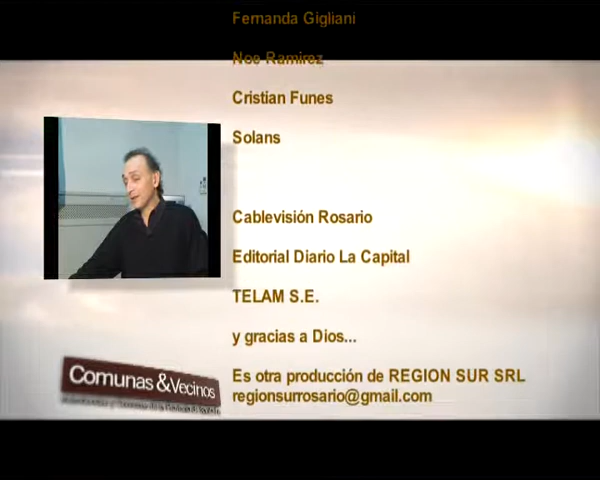 Fernanda Gigliani
Noe Ramirez
Cristian Funes
Solans
Cablevisión Rosario
Editorial Diario La Capital
TELAM S.E.
y gracias a Dios...
Es otra producción de REGION SUR SRL
regionsurrosario@gmail.com
Comunas &Vecinos